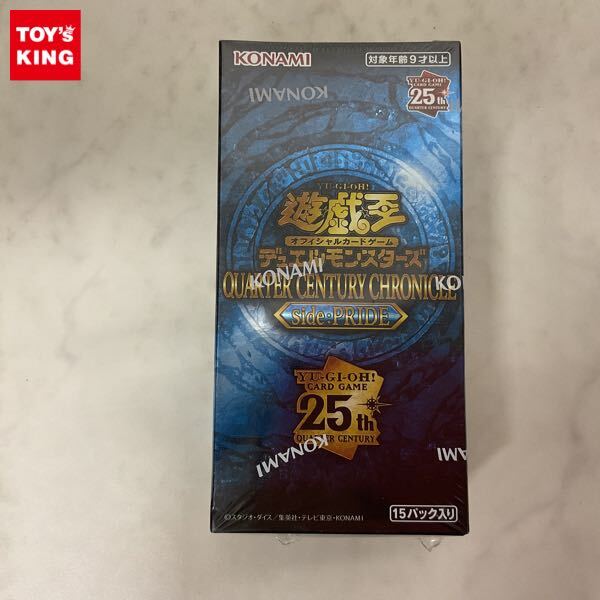 TOY's
KING
KONAMI
対象年齢9才以上
KONAMI
YU-GI-OH!
CARD GAME
25th
QUARTER CENTURY
YU-GI-OH!
遊戯王
オフィシャルカードゲーム
デュエルモンスターズ
KONAMI
KO
QUARTER CENTURY CHRONICLE
side:PRIDE
YU-GI-OH!
CARD GAME
25th
QUARTER CENTURY
KONAMI
KONAM
©スタジオ・ダイス/集英社・テレビ東京・KONAMI
15パック入り